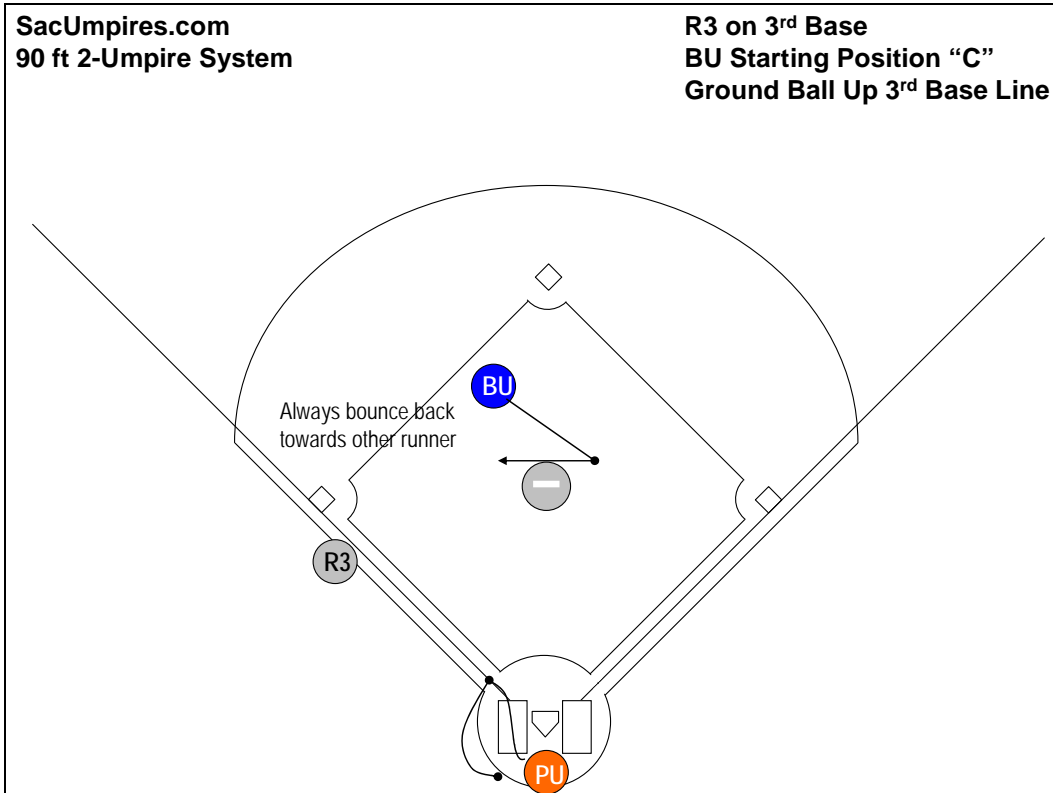 SacUmpires.com
90 ft 2-Umpire System
R3 on 3rd Base
BU Starting Position “C”
Ground Ball Up 3rd Base Line
BU
Always bounce back
towards other runner
R3
PU